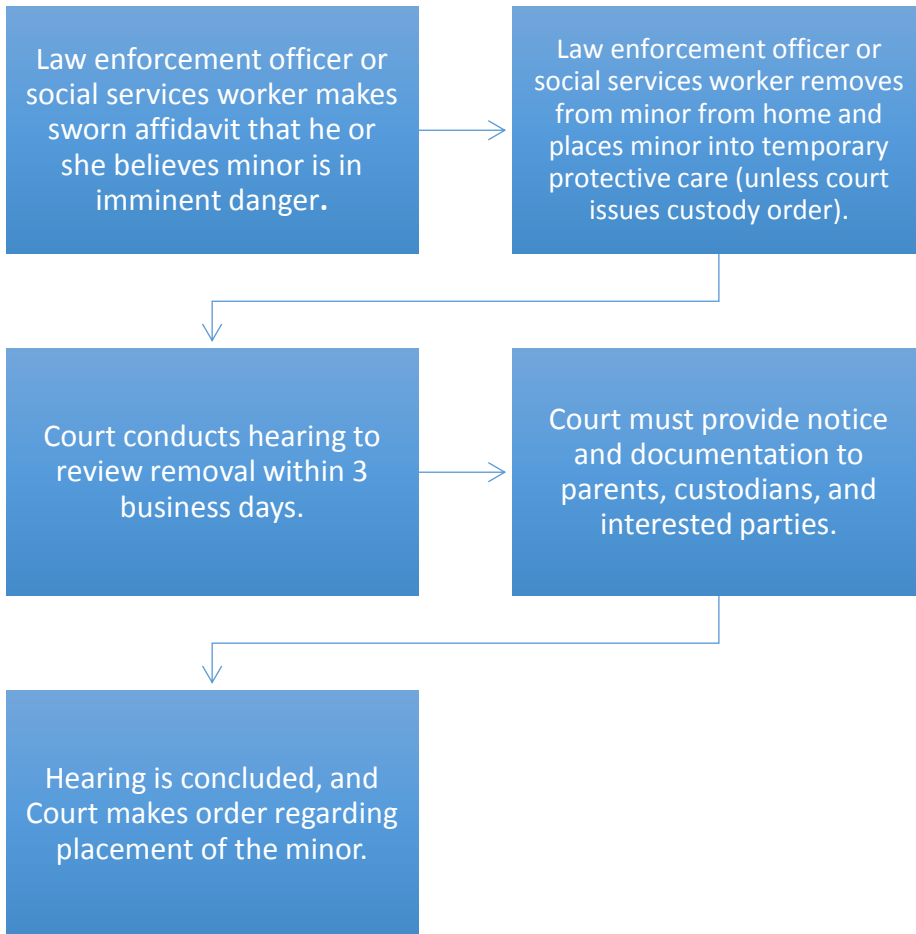 Law enforcement officer or
social services worker makes
sworn affidavit that he or
she believes minor is in
imminent danger.
Law enforcement officer or
social services worker removes
from minor from home and
places minor into temporary
protective care (unless court
issues custody order).
Court conducts hearing to
review removal within 3
business days.
Court must provide notice
and documentation to
parents, custodians, and
interested parties.
Hearing is concluded, and
Court makes order regarding
placement of the minor.